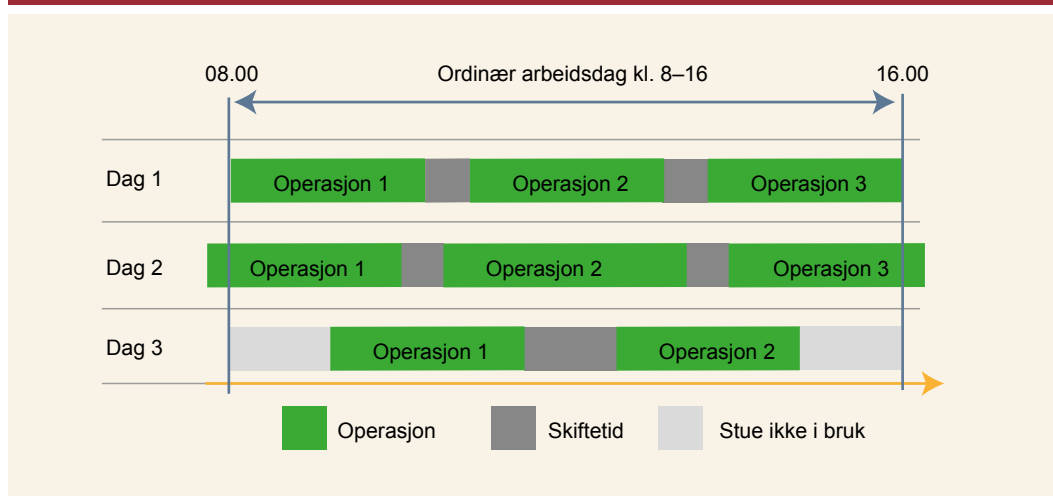 08.00 Ordinær arbeidsdag kl. 8–16 16.00
Dag 1 Operasjon 1 Operasjon 2 Operasjon 3
Dag 2 Operasjon 1 Operasjon 2 Operasjon 3
Dag 3 Operasjon 1 Operasjon 2
Operasjon Skiftetid Stue ikke i bruk